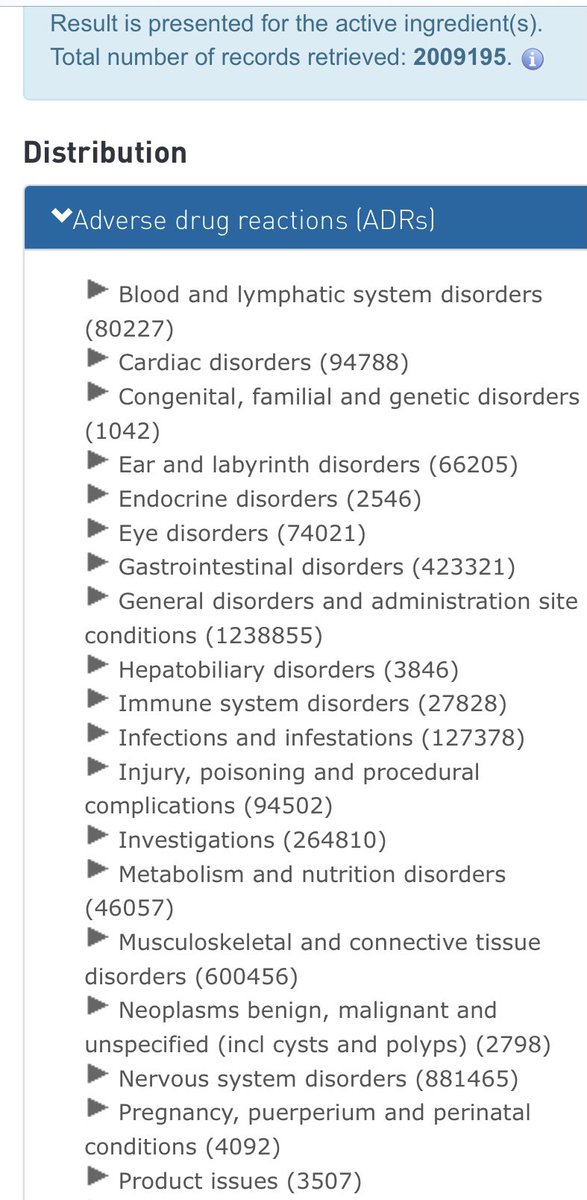 Result is presented for the active ingredient(s).
Total number of records retrieved: 2009195.
Distribution
Adverse drug reactions (ADRs)
Blood and lymphatic system disorders
(80227)
Cardiac disorders (94788)
Congenital, familial and genetic disorders
(1042)
Ear and labyrinth disorders (66205)
Endocrine disorders (2546)
Eye disorders (74021)
Gastrointestinal disorders (423321)
General disorders and administration site
conditions (1238855)
Hepatobiliary disorders (3846)
Immune system disorders (27828)
Infections and infestations (127378)
Injury, poisoning and procedural
complications (94502)
Investigations (264810)
Metabolism and nutrition disorders
(46057)
Musculoskeletal and connective tissue
disorders (600456)
Neoplasms benign, malignant and
unspecified (incl cysts and polyps) (2798)
Nervous system disorders (881465)
Pregnancy, puerperium and perinatal
conditions (4092)
Product issues (3507)